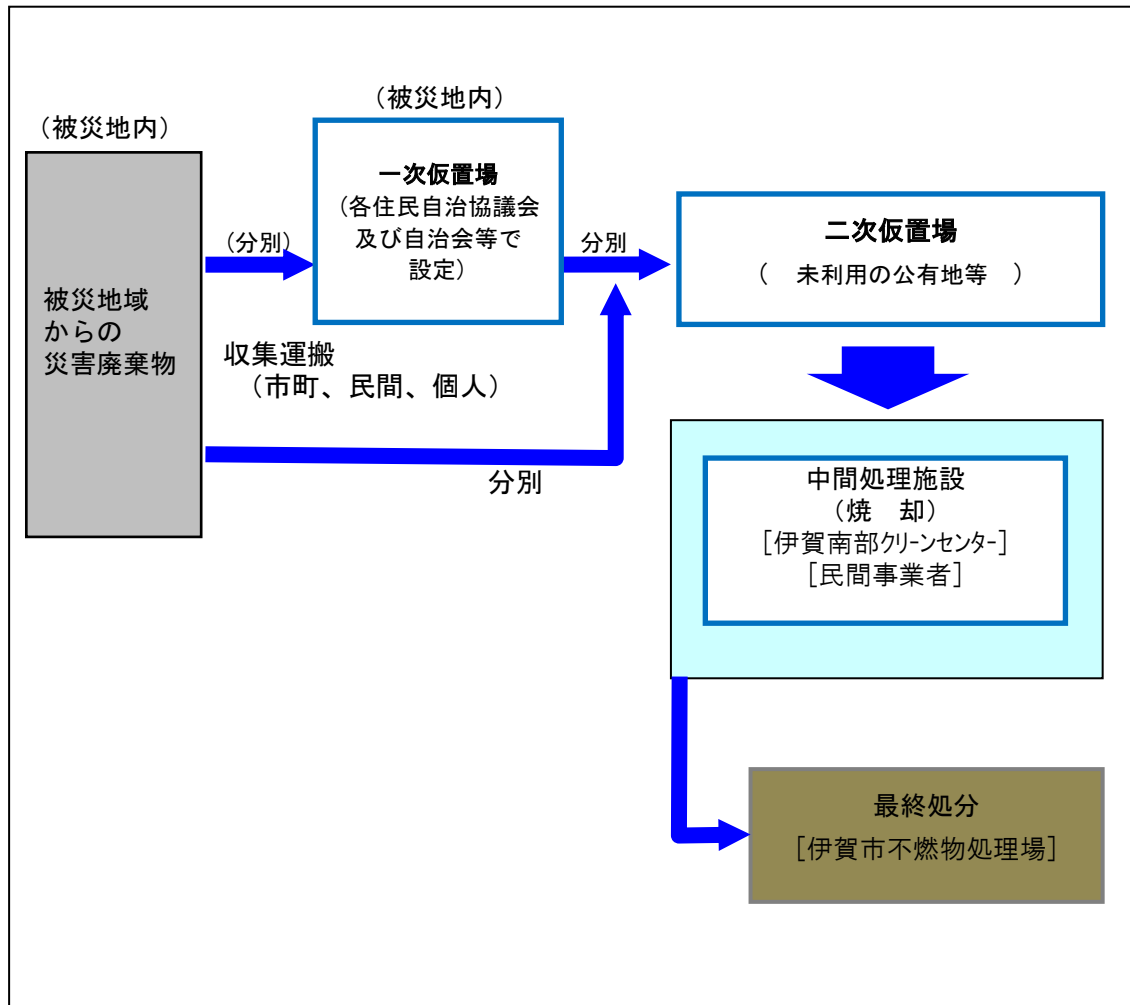 （被災地内）
被災地域
からの
災害廃棄物
(分別)
（被災地内）
一次仮置場
（各住民自治協議会
及び自治会等で
設定）
分別
収集運搬
（市町、民間、個人）
分別
二次仮置場
（　未利用の公有地等　）
中間処理施設
（焼　却）
［伊賀南部ｸﾘｰﾝｾﾝﾀｰ］
［民間事業者］
最終処分
［伊賀市不燃物処理場］